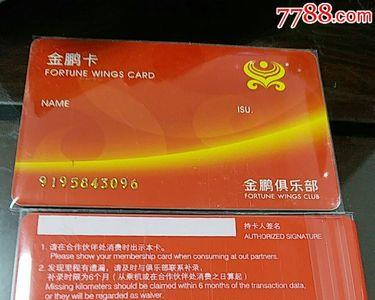 7788.com
金鹏卡
FORTUNE WINGS CARD
NAME
ISU.
9195843096
金鹏俱乐部
FORTUNE WINGS CLUB
持卡人签名
AUTHORIZED SIGNATURE
1. 请在合作伙伴处消费时出示本卡。
Please show your membership card when consuming at out partners.
2. 发现里程有遗漏，请及时与俱乐部联系补录，
补录时限为6个月（从乘机或在合作伙伴处消费之日算起）
Missing kilometers should be claimed within 6 months of the transaction
data, or they will be regarded as waiver.